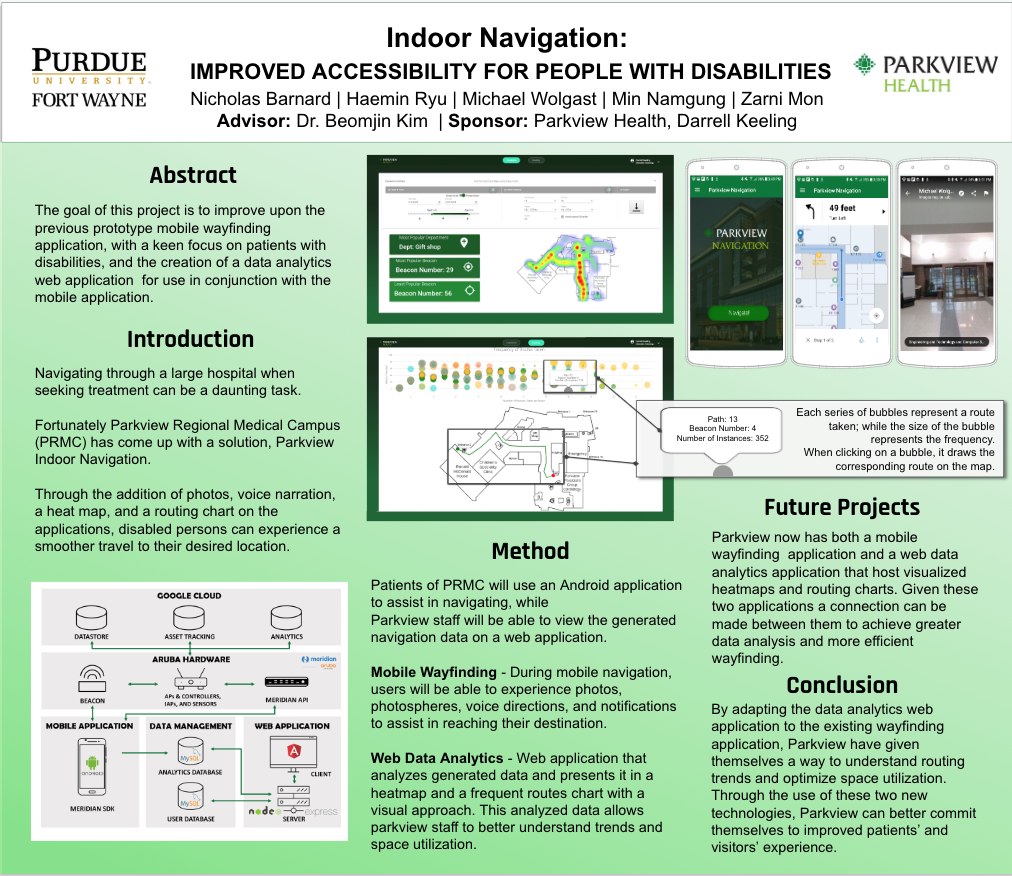 Indoor Navigation:
IMPROVED ACCESSIBILITY FOR PEOPLE WITH DISABILITIES
Nicholas Barnard | Haemin Ryu | Michael Wolgast | Min Namgung | Zarni Mon
Advisor: Dr. Beomjin Kim | Sponsor: Parkview Health, Darrell Keeling
PURDUE
UNIVERSITY
FORT WAYNE
PARKVIEW
HEALTH
Abstract
The goal of this project is to improve upon the
previous prototype mobile wayfinding
application, with a keen focus on patients with
disabilities, and the creation of a data analytics
web application for use in conjunction with the
mobile application.
Introduction
Navigating through a large hospital when
seeking treatment can be a daunting task.
Fortunately Parkview Regional Medical Campus
(PRMC) has come up with a solution, Parkview
Indoor Navigation.
Through the addition of photos, voice narration,
a heat map, and a routing chart on the
applications, disabled persons can experience a
smoother travel to their desired location.
GOOGLE CLOUD
DATASTORE
ASSET TRACKING
ANALYTICS
ARUBA HARDWARE
meridian
aruba
BEACON
APs & CONTROLLERS,
IAPs, AND SENSORS
MERIDIAN API
MOBILE APPLICATION
ANDROID
MERIDIAN SDK
DATA MANAGEMENT
MySQL
ANALYTICS DATABASE
MySQL
USER DATABASE
WEB APPLICATION
CLIENT
node
express
SERVER
Most Popular Department
Dept: Gift shop
Most Popular Beacon
Beacon Number: 29
Least Popular Beacon
Beacon Number: 56
Parkview Navigation
PARKVIEW
NAVIGATION
Navigate!
Parkview Navigation
49 feet
Turn Left
Step 1 of 5
Michael Wolg...
Path: 13
Beacon Number: 4
Number of Instances: 352
Each series of bubbles represent a route
taken; while the size of the bubble
represents the frequency.
When clicking on a bubble, it draws the
corresponding route on the map.
Method
Patients of PRMC will use an Android application
to assist in navigating, while
Parkview staff will be able to view the generated
navigation data on a web application.
Mobile Wayfinding - During mobile navigation,
users will be able to experience photos,
photospheres, voice directions, and notifications
to assist in reaching their destination.
Web Data Analytics - Web application that
analyzes generated data and presents it in a
heatmap and a frequent routes chart with a
visual approach. This analyzed data allows
parkview staff to better understand trends and
space utilization.
Future Projects
Parkview now has both a mobile
wayfinding application and a web data
analytics application that host visualized
heatmaps and routing charts. Given these
two applications a connection can be
made between them to achieve greater
data analysis and more efficient
wayfinding.
Conclusion
By adapting the data analytics web
application to the existing wayfinding
application, Parkview have given
themselves a way to understand routing
trends and optimize space utilization.
Through the use of these two new
technologies, Parkview can better commit
themselves to improved patients' and
visitors' experience.